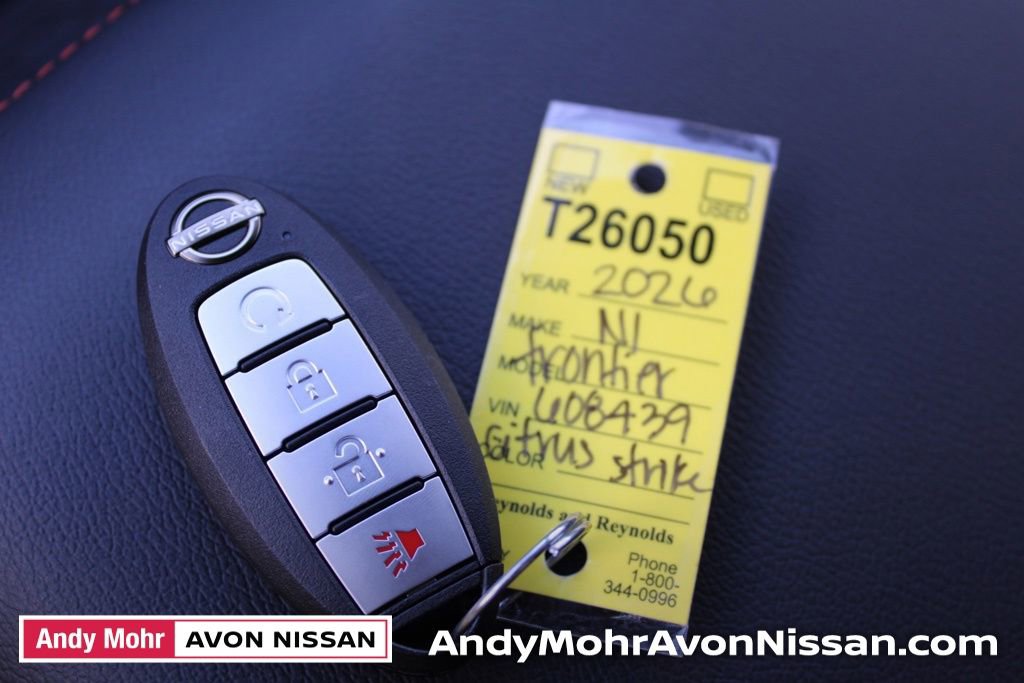 NISSAN
NEW
USED
T26050
YEAR 2026
MAKE NI
MODEL frontier
VIN 608439
COLOR citrus strike
eynolds and Reynolds
Phone
1-800-
344-0996
Andy Mohr AVON NISSAN
AndyMohrAvonNissan.com